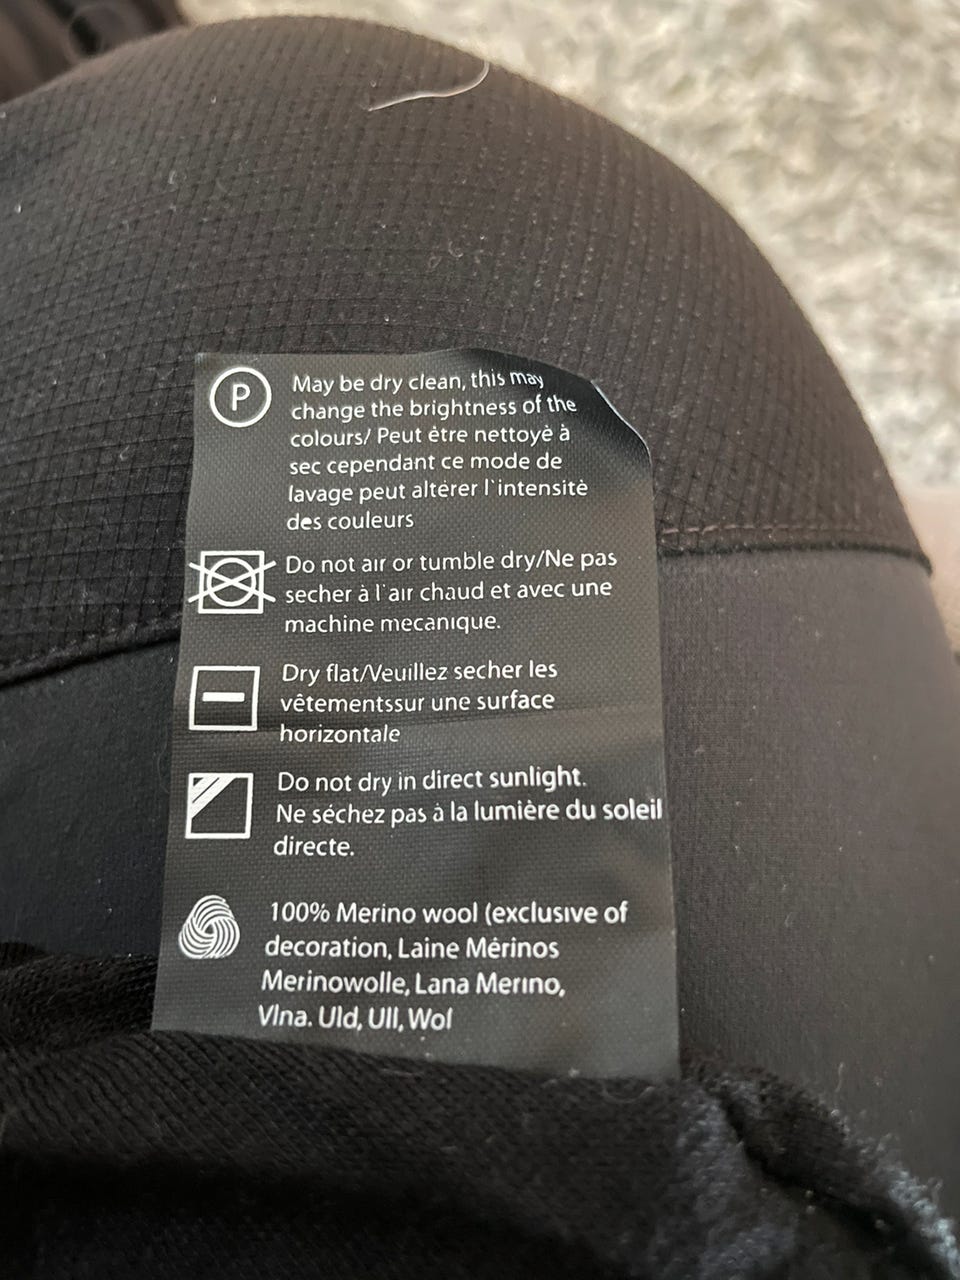 P
May be dry clean, this may
change the brightness of the
colours/ Peut être nettoyè à
sec cependant ce mode de
lavage peut altérer l`intensitè
des couleurs
Do not air or tumble dry/Ne pas
secher à l`air chaud et avec une
machine mecanique.
Dry flat/Veuillez secher les
vêtementssur une surface
horizontale
Do not dry in direct sunlight.
Ne séchez pas à la lumière du soleil
directe.
100% Merino wool (exclusive of
decoration, Laine Mérinos
Merinowolle, Lana Merino,
Vlna. Uld, Ull, Wol